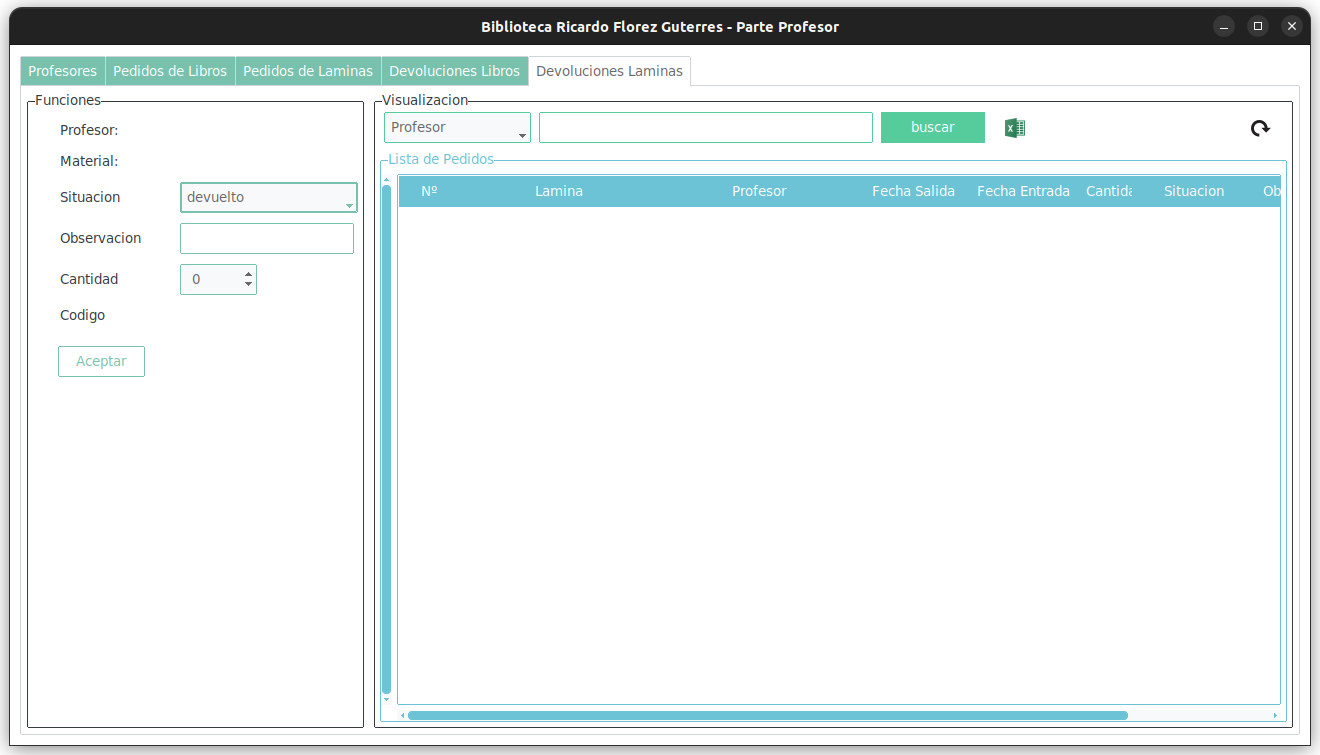 Biblioteca Ricardo Florez Guterres - Parte Profesor
Profesores Pedidos de Libros Pedidos de Laminas Devoluciones Libros Devoluciones Laminas
Funciones
Profesor:
Material:
Situacion devuelto
Observacion
Cantidad 0
Codigo
Aceptar
Visualizacion
Profesor buscar
Lista de Pedidos
Nº Lamina Profesor Fecha Salida Fecha Entrada Cantida Situacion Ob